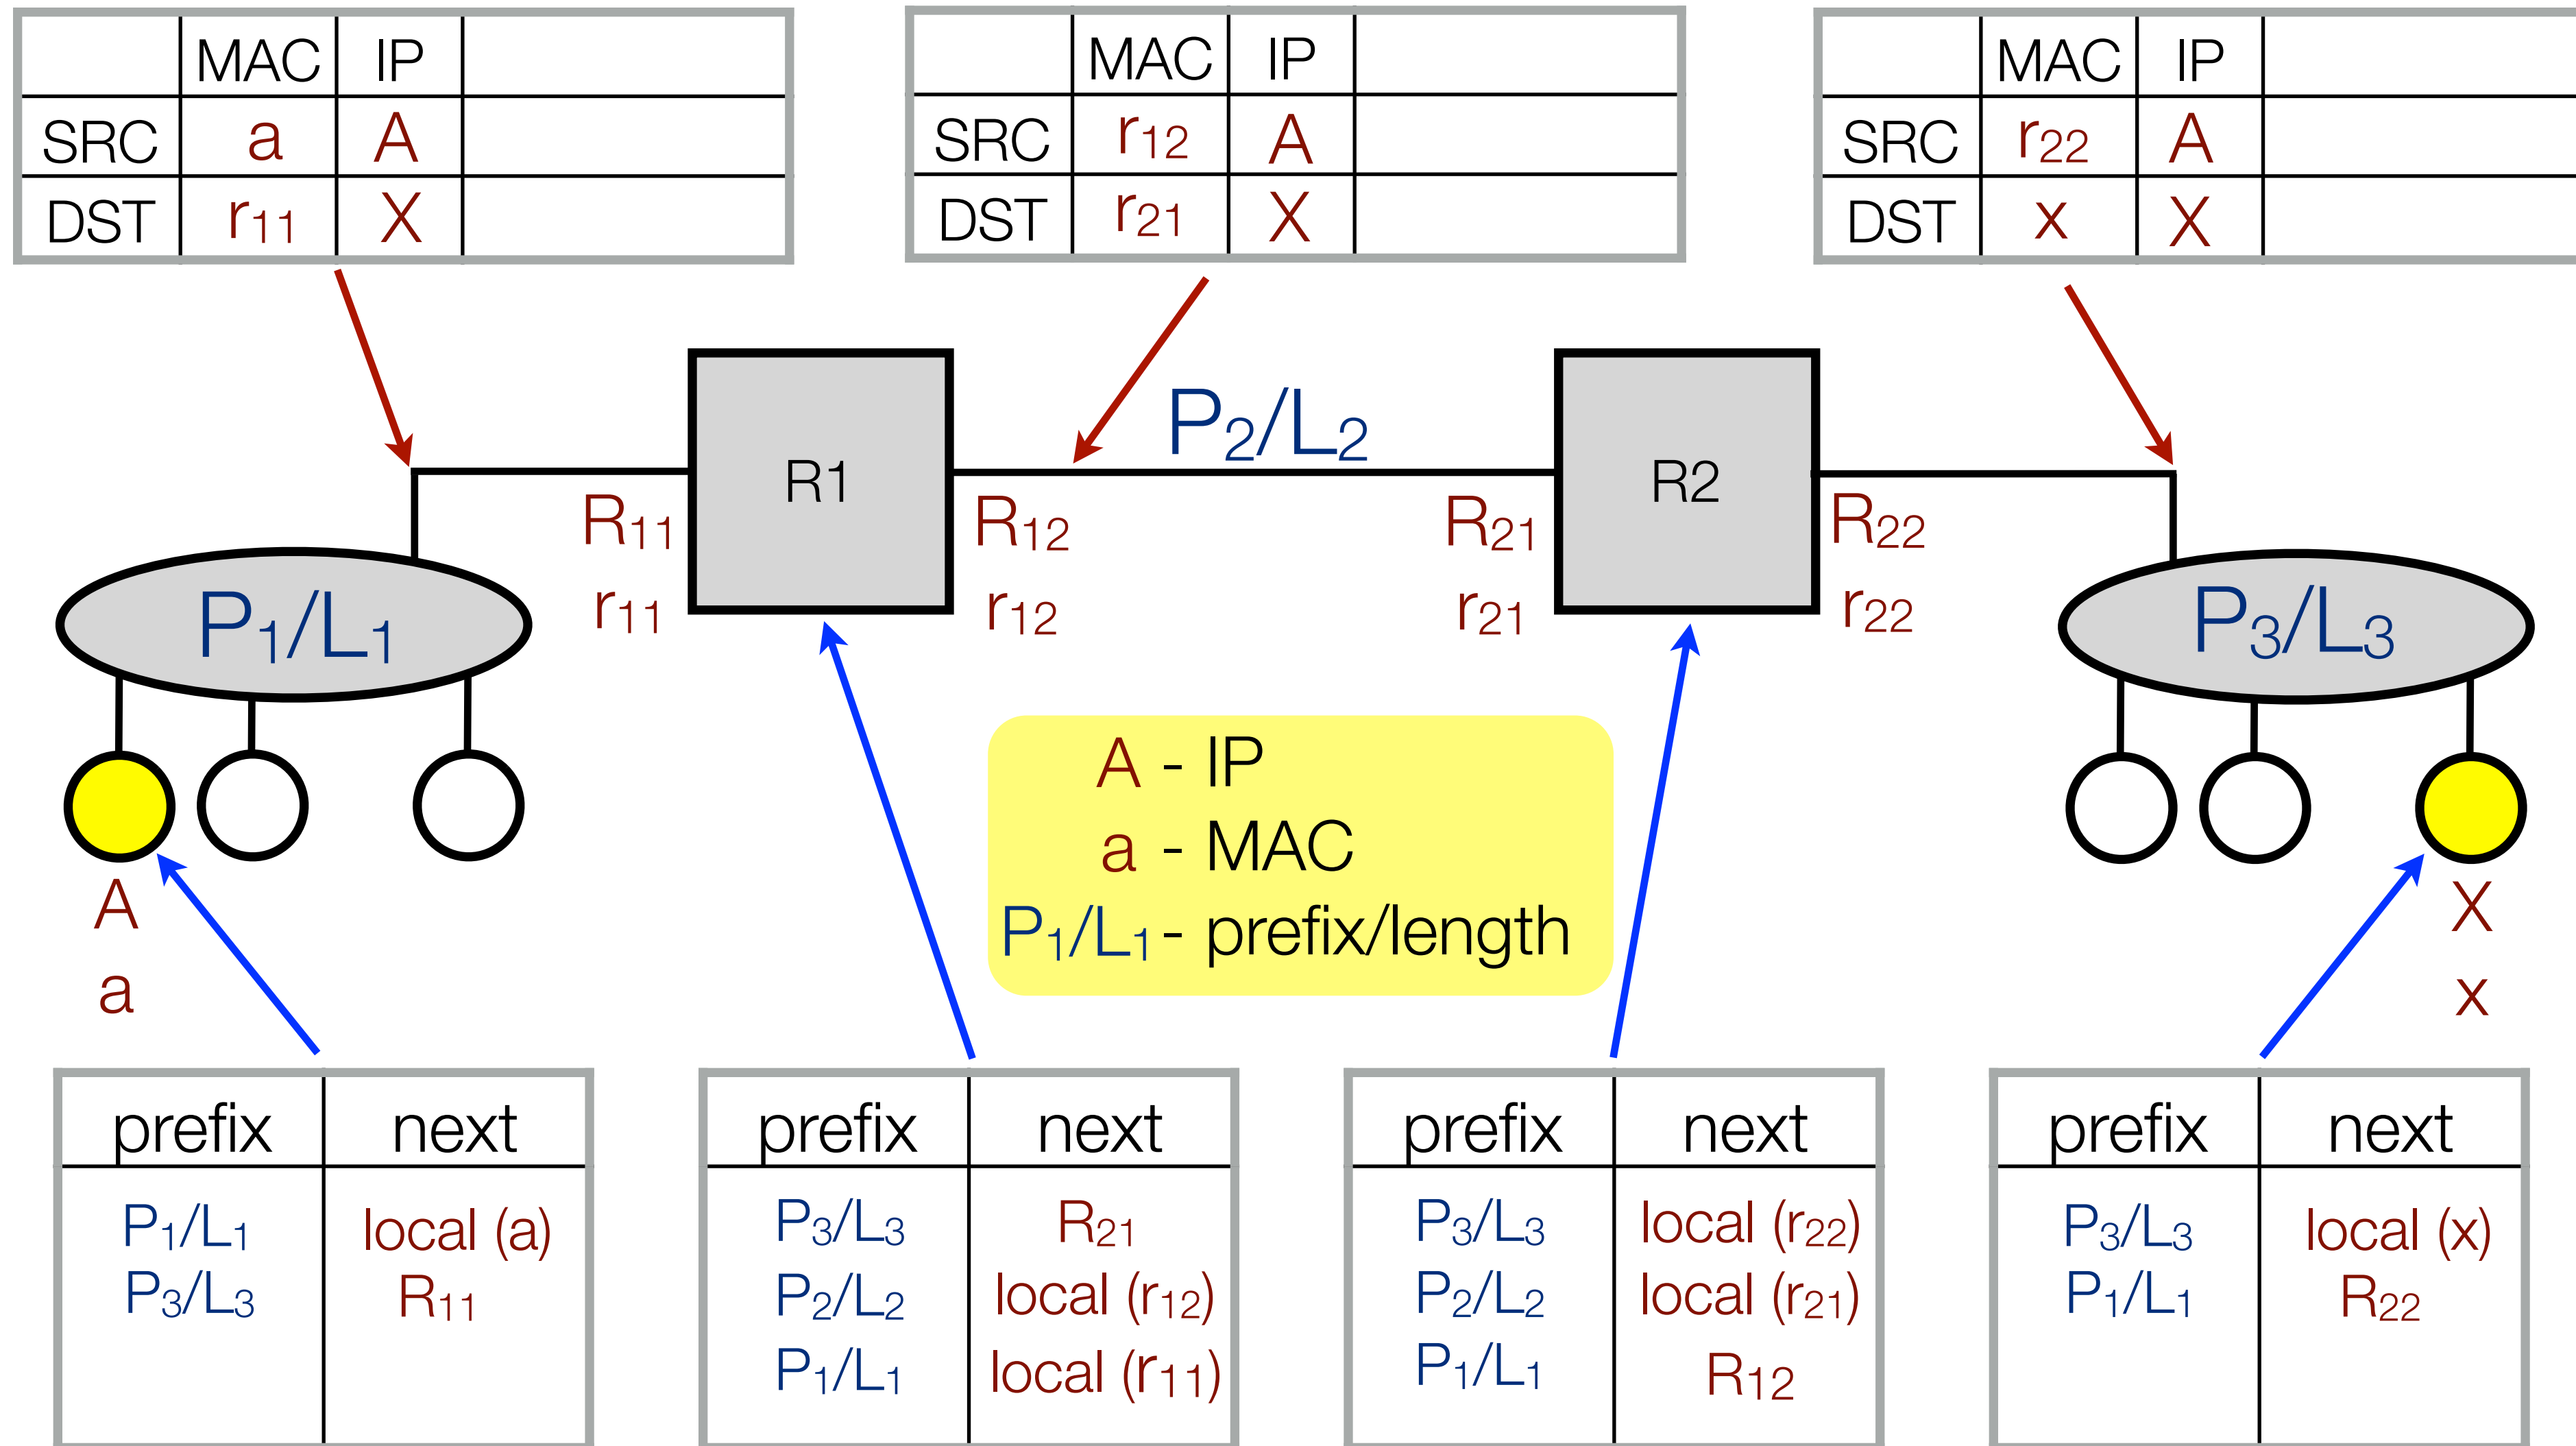 MAC IP
SRC a A
DST r11 X
MAC IP
SRC r12 A
DST r21 X
MAC IP
SRC r22 A
DST x X
P2/L2
R1
R2
R11
r11
R12
r12
R21
r21
R22
r22
P1/L1
P3/L3
A - IP
a - MAC
P1/L1 - prefix/length
A
a
X
x
prefix next
P1/L1 local (a)
P3/L3 R11
prefix next
P3/L3 R21
P2/L2 local (r12)
P1/L1 local (r11)
prefix next
P3/L3 local (r22)
P2/L2 local (r21)
P1/L1 R12
prefix next
P3/L3 local (x)
P1/L1 R22